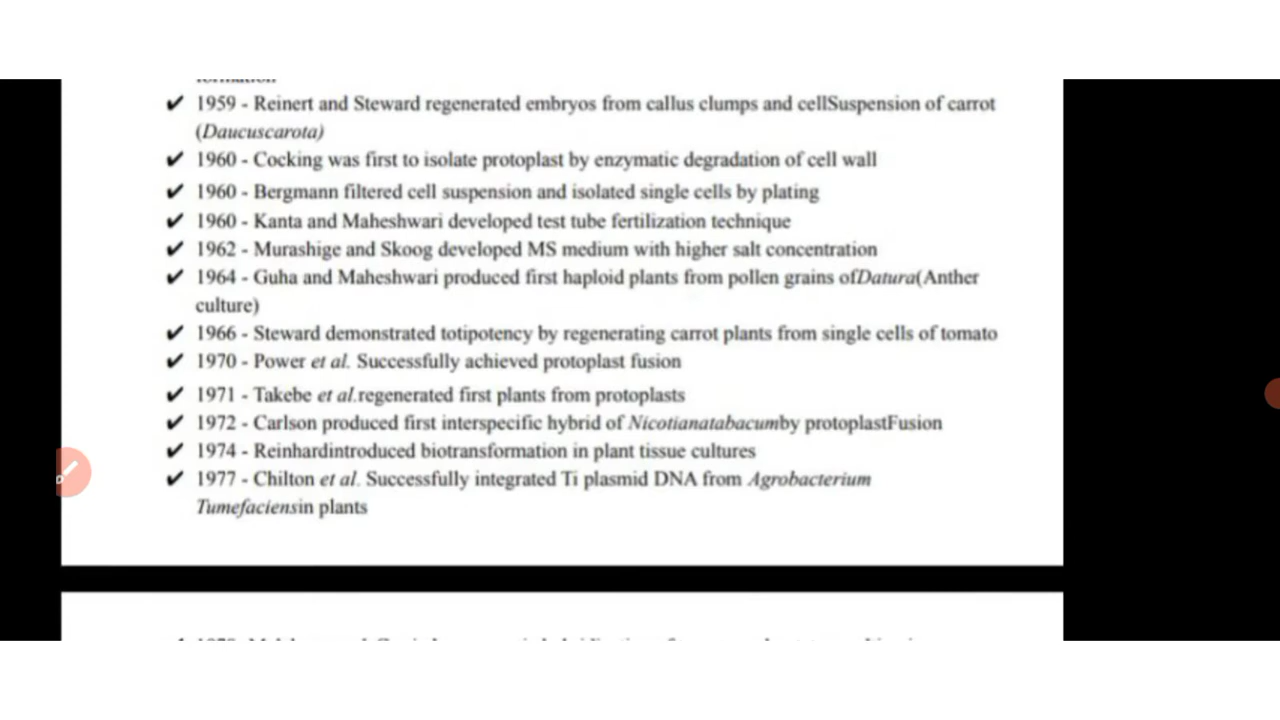 formation
✔ 1959 - Reinert and Steward regenerated embryos from callus clumps and cellSuspension of carrot
(Daucuscarota)
✔ 1960 - Cocking was first to isolate protoplast by enzymatic degradation of cell wall
✔ 1960 - Bergmann filtered cell suspension and isolated single cells by plating
✔ 1960 - Kanta and Maheshwari developed test tube fertilization technique
✔ 1962 - Murashige and Skoog developed MS medium with higher salt concentration
✔ 1964 - Guha and Maheshwari produced first haploid plants from pollen grains ofDatura(Anther
culture)
✔ 1966 - Steward demonstrated totipotency by regenerating carrot plants from single cells of tomato
✔ 1970 - Power et al. Successfully achieved protoplast fusion
✔ 1971 - Takebe et al.regenerated first plants from protoplasts
✔ 1972 - Carlson produced first interspecific hybrid of Nicotianatabacumby protoplastFusion
✔ 1974 - Reinhardintroduced biotransformation in plant tissue cultures
✔ 1977 - Chilton et al. Successfully integrated Ti plasmid DNA from Agrobacterium
Tumefaciensin plants